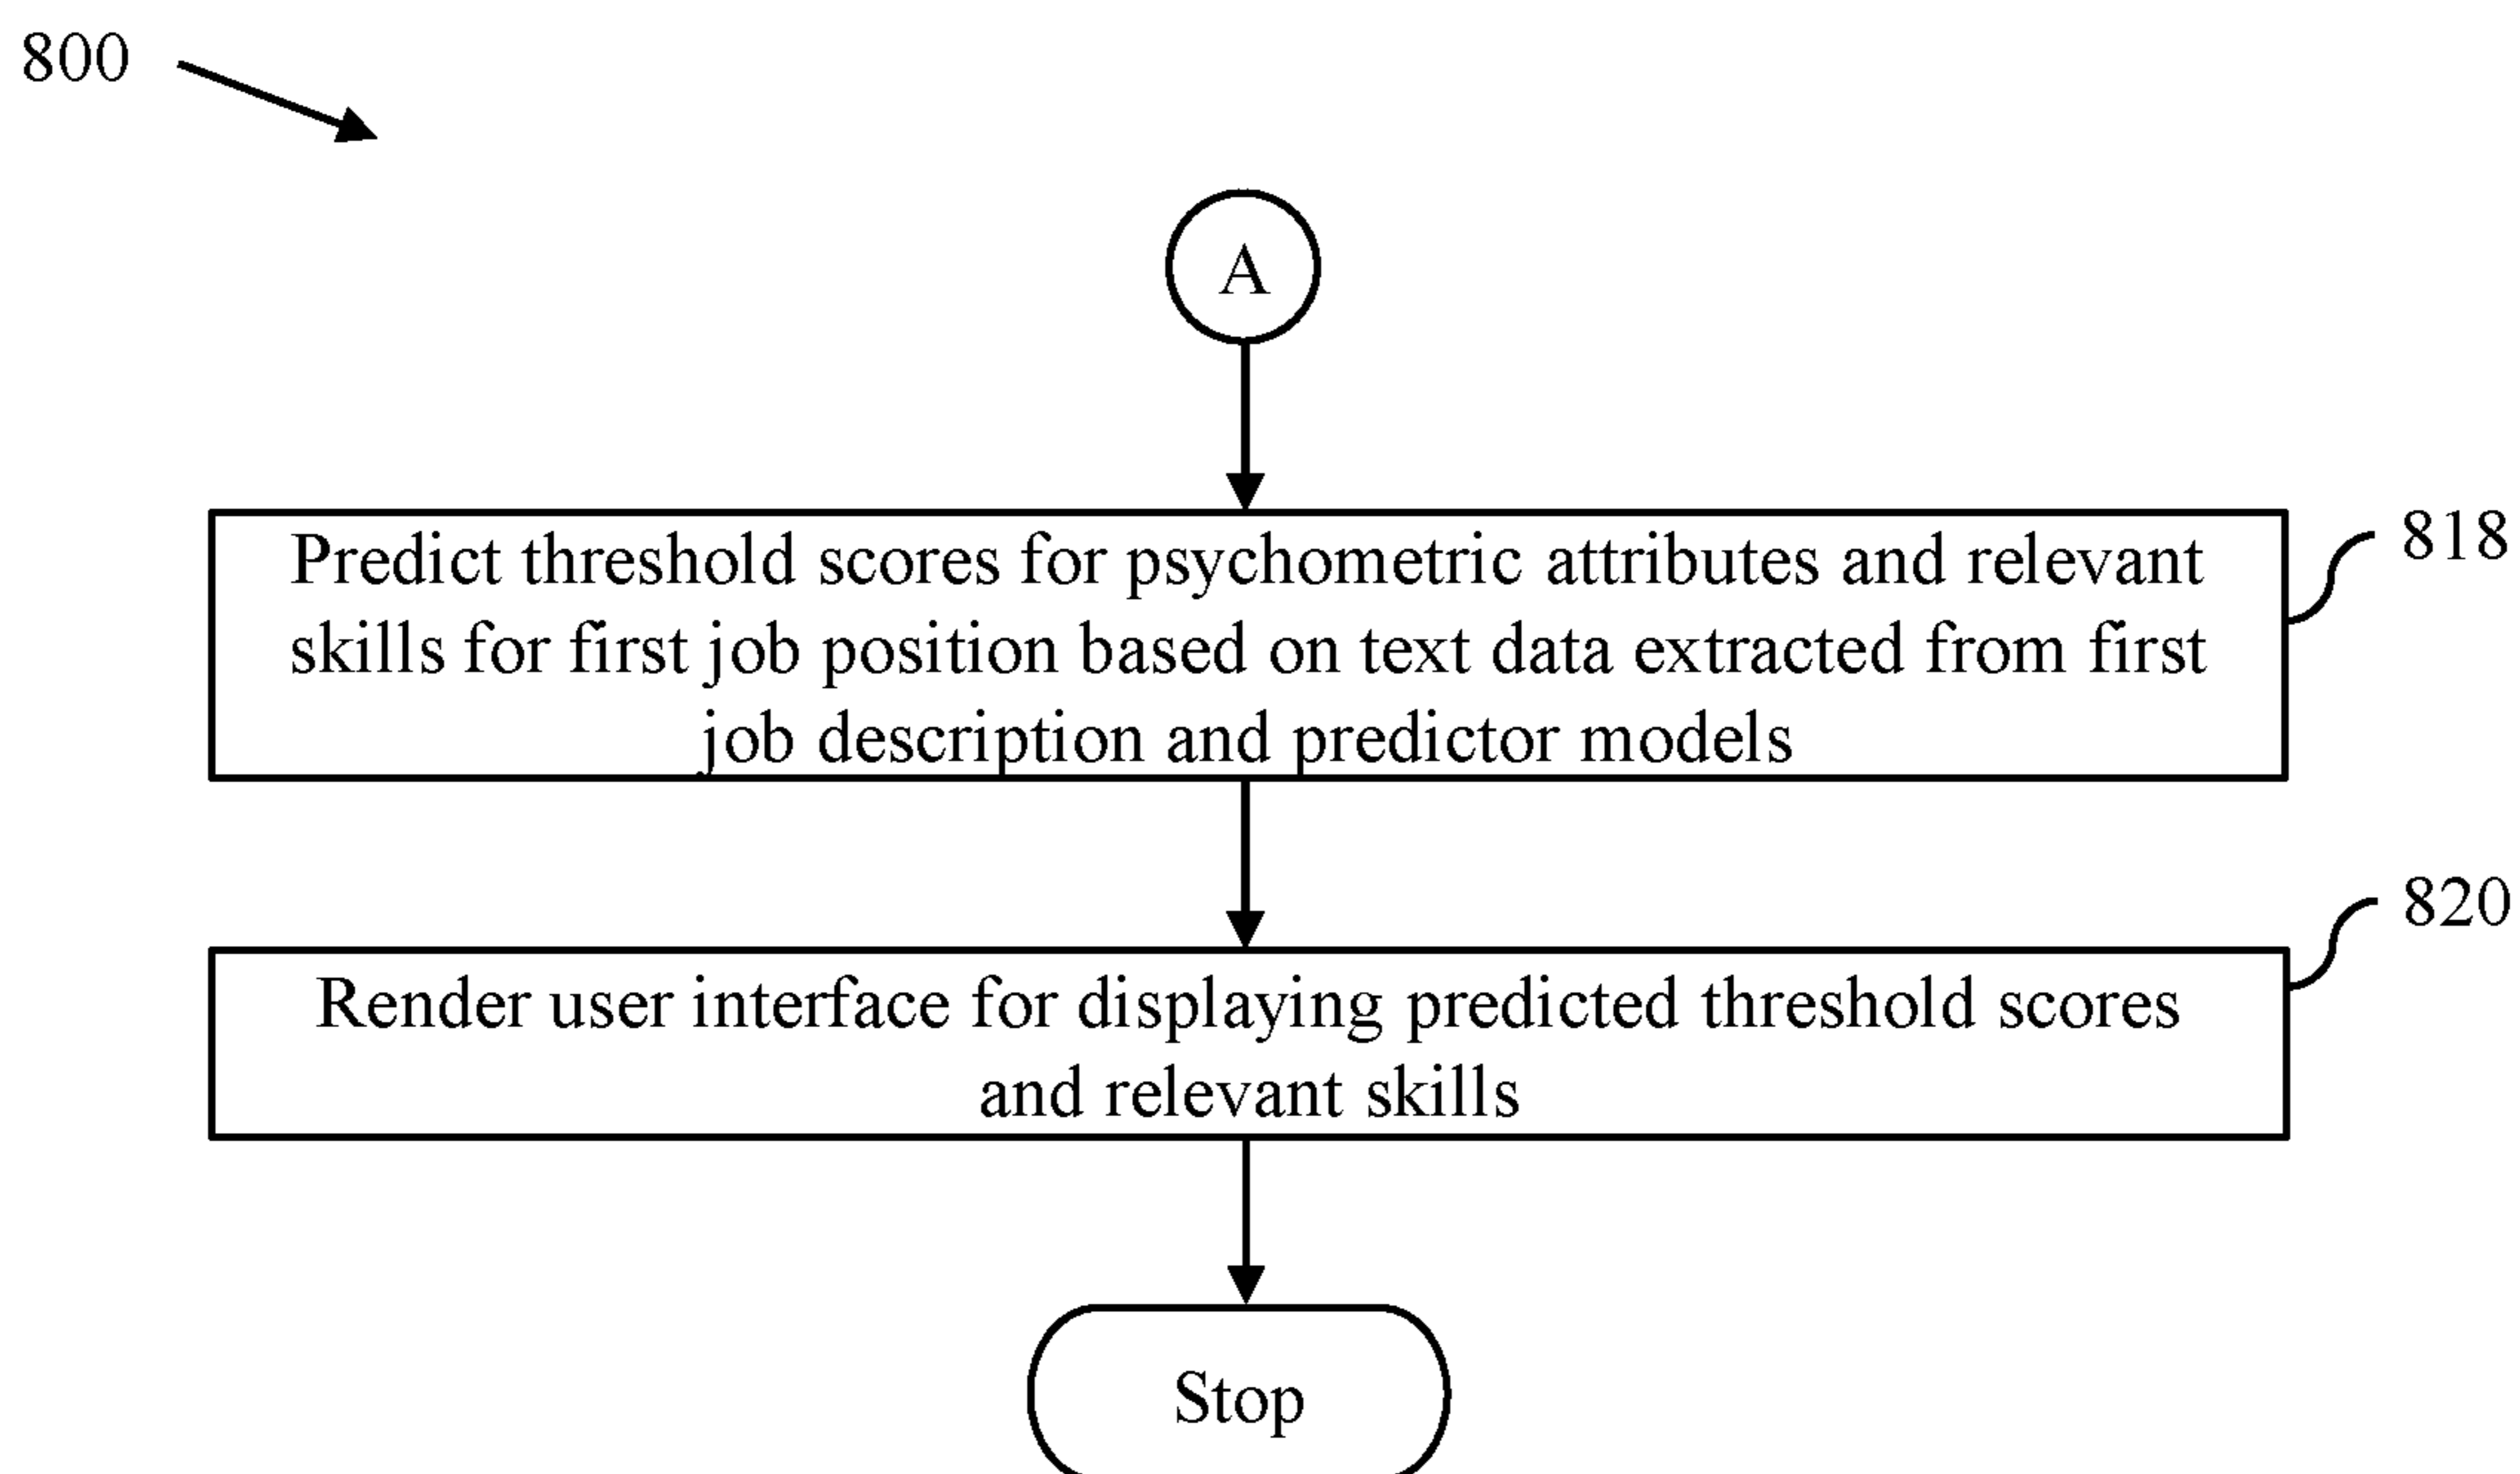 800
A
Predict threshold scores for psychometric attributes and relevant
818
skills for first job position based on text data extracted from first
job description and predictor models
820
Render user interface for displaying predicted threshold scores
and relevant skills
Stop